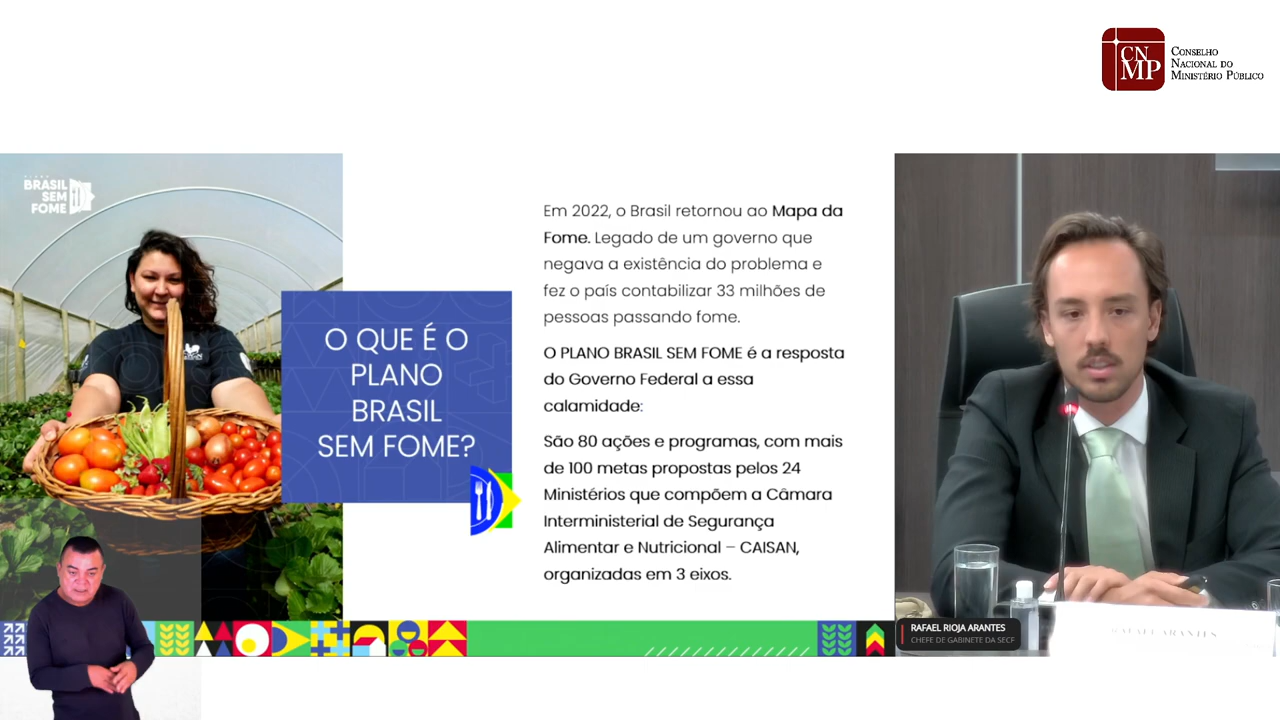 CN
MP
CONSELHO
NACIONAL DO
MINISTÉRIO PÚBLICO
BRASIL
SEM
FOME
O QUE É O
PLANO
BRASIL
SEM FOME?
Em 2022, o Brasil retornou ao Mapa da
Fome. Legado de um governo que
negava a existência do problema e
fez o país contabilizar 33 milhões de
pessoas passando fome.
O PLANO BRASIL SEM FOME é a resposta
do Governo Federal a essa
calamidade:
São 80 ações e programas, com mais
de 100 metas propostas pelos 24
Ministérios que compõem a Câmara
Interministerial de Segurança
Alimentar e Nutricional – CAISAN,
organizadas em 3 eixos.
RAFAEL RIOJA ARANTES
CHEFE DE GABINETE DA SECF
RAFAEL ARANTES